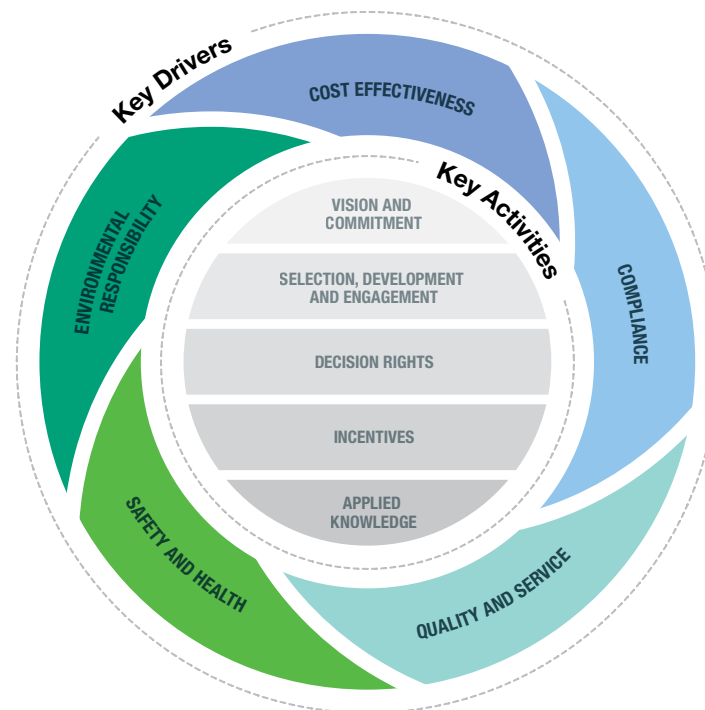 Key Drivers
COST EFFECTIVENESS
COMPLIANCE
QUALITY AND SERVICE
SAFETY AND HEALTH
ENVIRONMENTAL
RESPONSIBILITY
Key Activities
VISION AND
COMMITMENT
SELECTION, DEVELOPMENT
AND ENGAGEMENT
DECISION RIGHTS
INCENTIVES
APPLIED
KNOWLEDGE